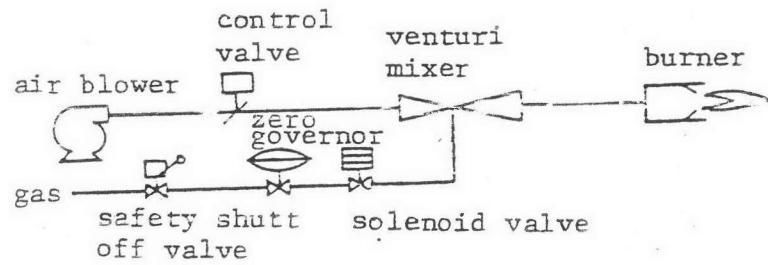 control
valve
venturi
mixer
burner
air blower
zero
governor
gas
safety shutt
off valve
solenoid valve